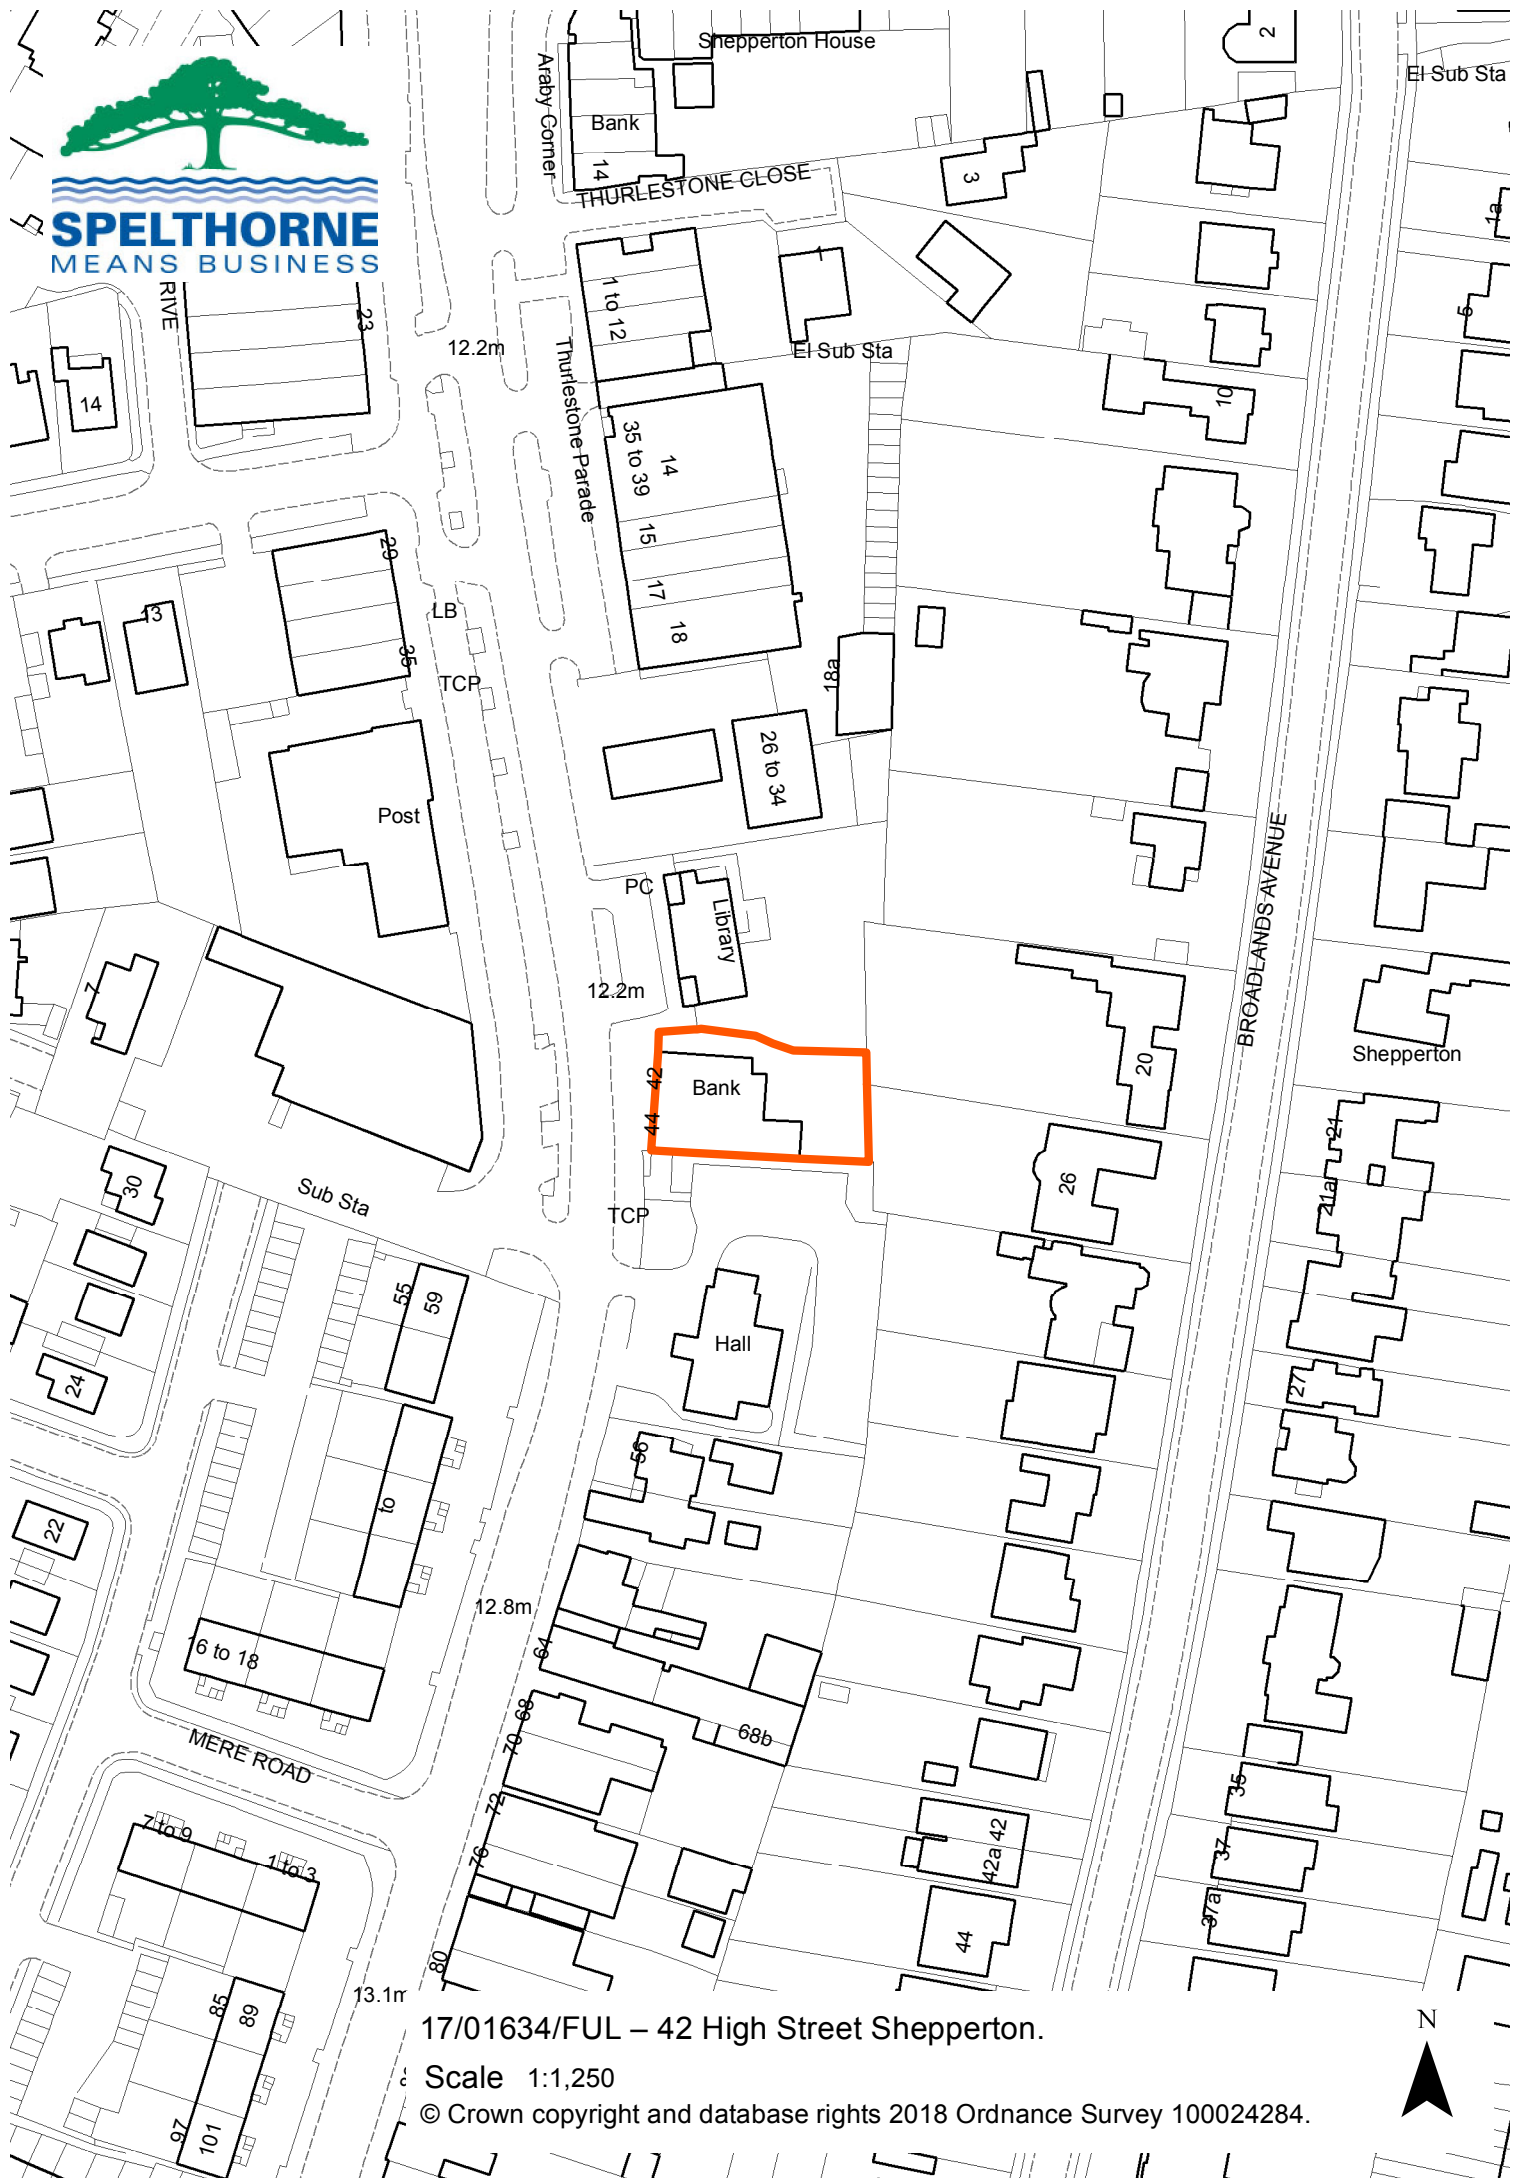 Shepperton House
2
El Sub Sta
Araby Corner
Bank
14
THURLESTONE CLOSE
3
1a
SPELTHORNE
MEANS BUSINESS
RIVE
23
12.2m
1 to 12
1
El Sub Sta
5
14
Thurlestone Parade
10
35 to 39
14
15
17
18
29
LB
13
35
TCP
18a
26 to 34
Post
BROADLANDS AVENUE
PC
Library
7
12.2m
20
Shepperton
42
Bank
44
21
21a
26
30
Sub Sta
TCP
55
59
Hall
24
27
56
to
22
12.8m
64
16 to 18
68
68b
70
MERE ROAD
72
35
76
42
42a
37
7 to 9
1 to 3
37a
44
80
85
89
13.1m
97
101
17/01634/FUL – 42 High Street Shepperton.
N
Scale 1:1,250
© Crown copyright and database rights 2018 Ordnance Survey 100024284.